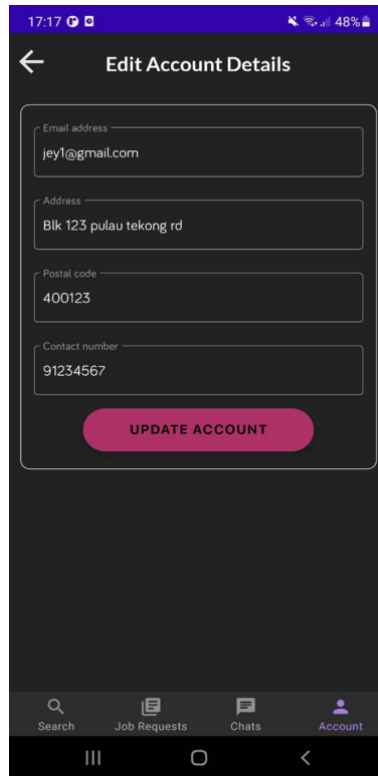 17:17 48%
Edit Account Details
Email address
jey1@gmail.com
Address
Blk 123 pulau tekong rd
Postal code
400123
Contact number
91234567
UPDATE ACCOUNT
Search Job Requests Chats Account